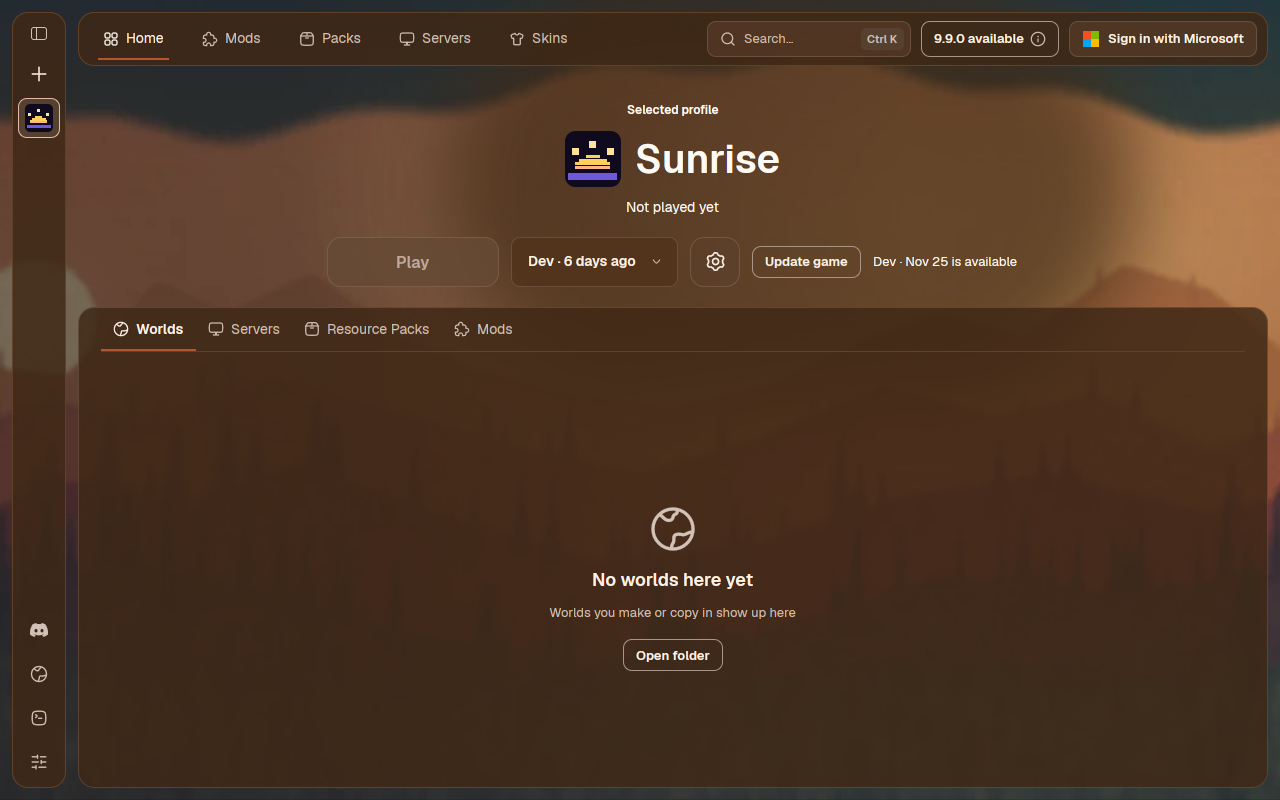 Home
Mods
Packs
Servers
Skins
Search...
Ctrl K
9.9.0 available
Sign in with Microsoft
Selected profile
Sunrise
Not played yet
Play
Dev · 6 days ago
Update game
Dev · Nov 25 is available
Worlds
Servers
Resource Packs
Mods
No worlds here yet
Worlds you make or copy in show up here
Open folder